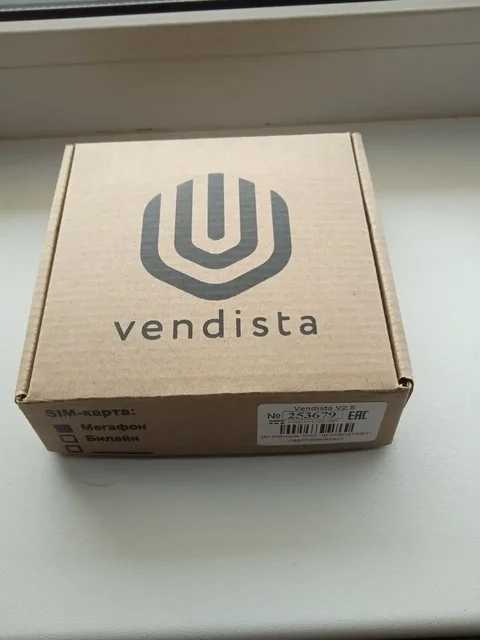 vendista
SIM-карта:
Мегафон
Билайн
Vendista V2.5
№ 253679 EAC